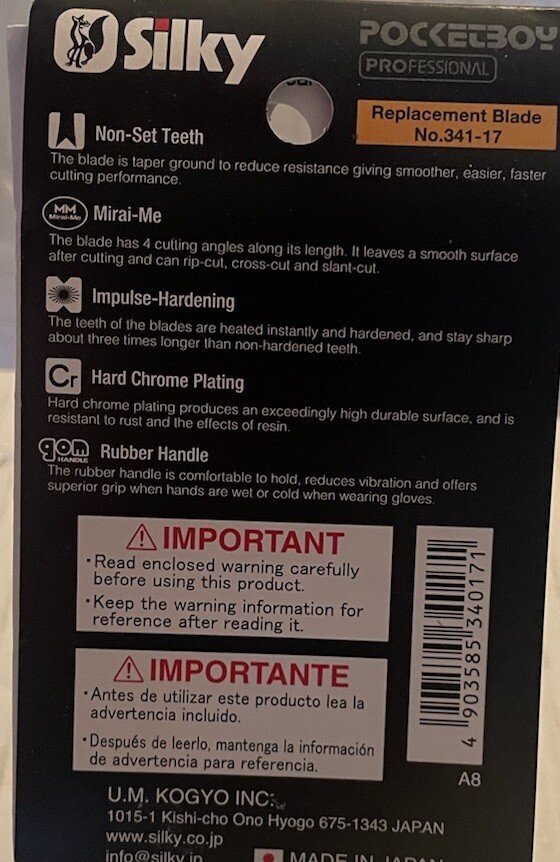 Silky
POCKETBOY
PROFESSIONAL
Replacement Blade
No.341-17
Non-Set Teeth
The blade is taper ground to reduce resistance giving smoother, easier, faster
cutting performance.
MM
Mirai-Me
Mirai-Me
The blade has 4 cutting angles along its length. It leaves a smooth surface
after cutting and can rip-cut, cross-cut and slant-cut.
Impulse-Hardening
The teeth of the blades are heated instantly and hardened, and stay sharp
about three times longer than non-hardened teeth.
Cr
Hard Chrome Plating
Hard chrome plating produces an exceedingly high durable surface, and is
resistant to rust and the effects of resin.
gom
HANDLE
Rubber Handle
The rubber handle is comfortable to hold, reduces vibration and offers
superior grip when hands are wet or cold when wearing gloves.
IMPORTANT
・Read enclosed warning carefully
before using this product.
・Keep the warning information for
reference after reading it.
IMPORTANTE
・Antes de utilizar este producto lea la
advertencia incluido.
・Después de leerlo, mantenga la información
de advertencia para referencia.
4 903585 340171
A8
U.M. KOGYO INC.
1015-1 Kishi-cho Ono Hyogo 675-1343 JAPAN
www.silky.co.jp
info@silky.jp
MADE IN JAPAN